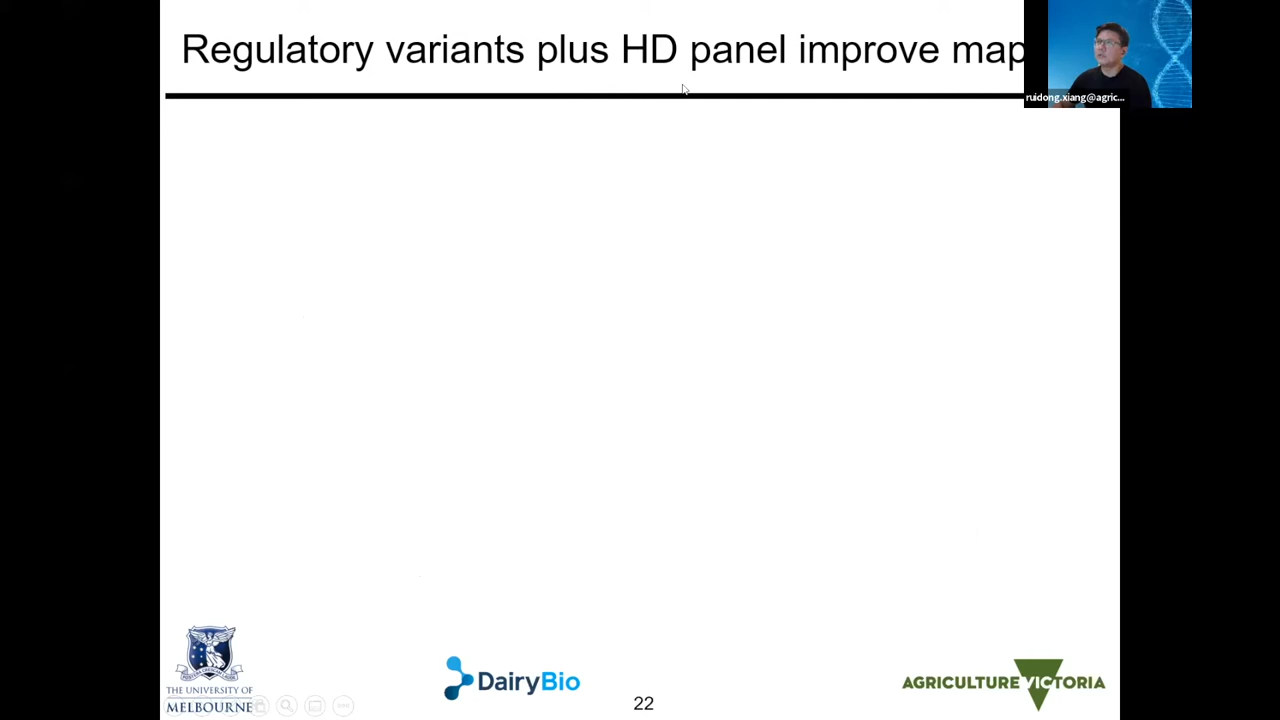 Regulatory variants plus HD panel improve map
ruidong.xiang@agric...
THE UNIVERSITY OF
MELBOURNE
DairyBio
AGRICULTURE VICTORIA
22